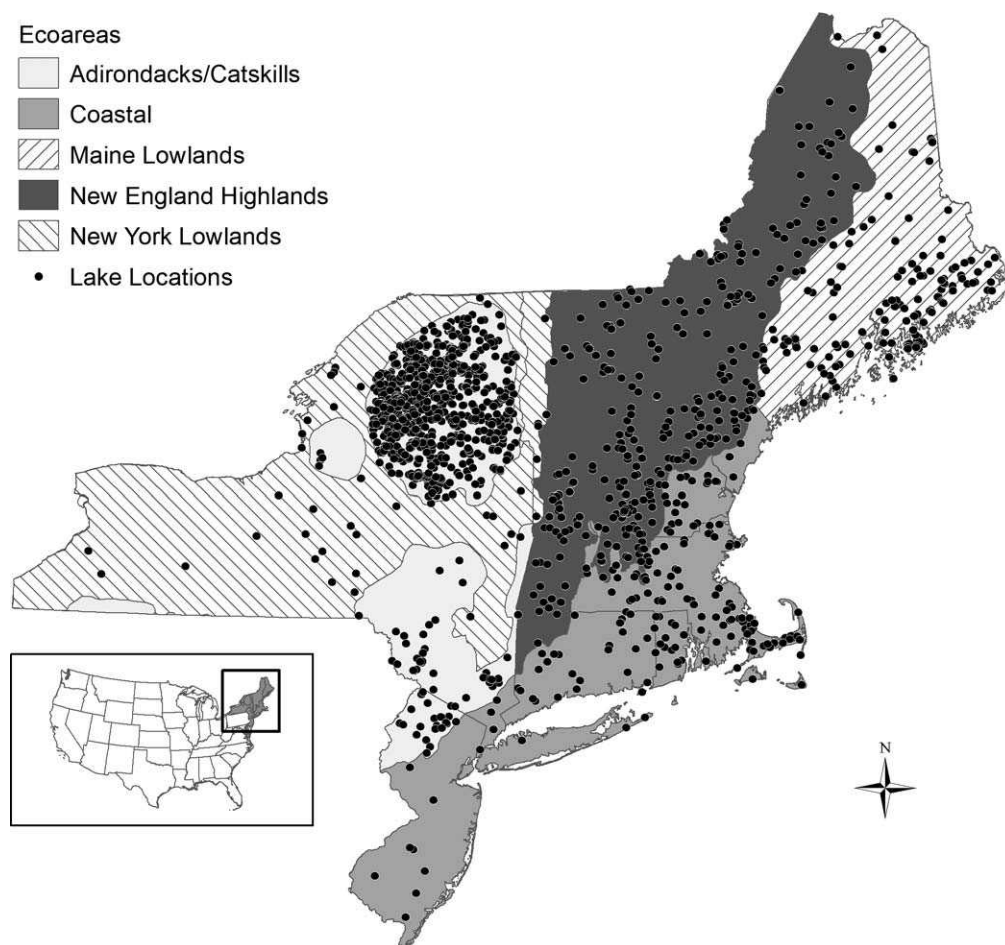 Ecoareas
Adirondacks/Catskills
Coastal
Maine Lowlands
New England Highlands
New York Lowlands
Lake Locations
N